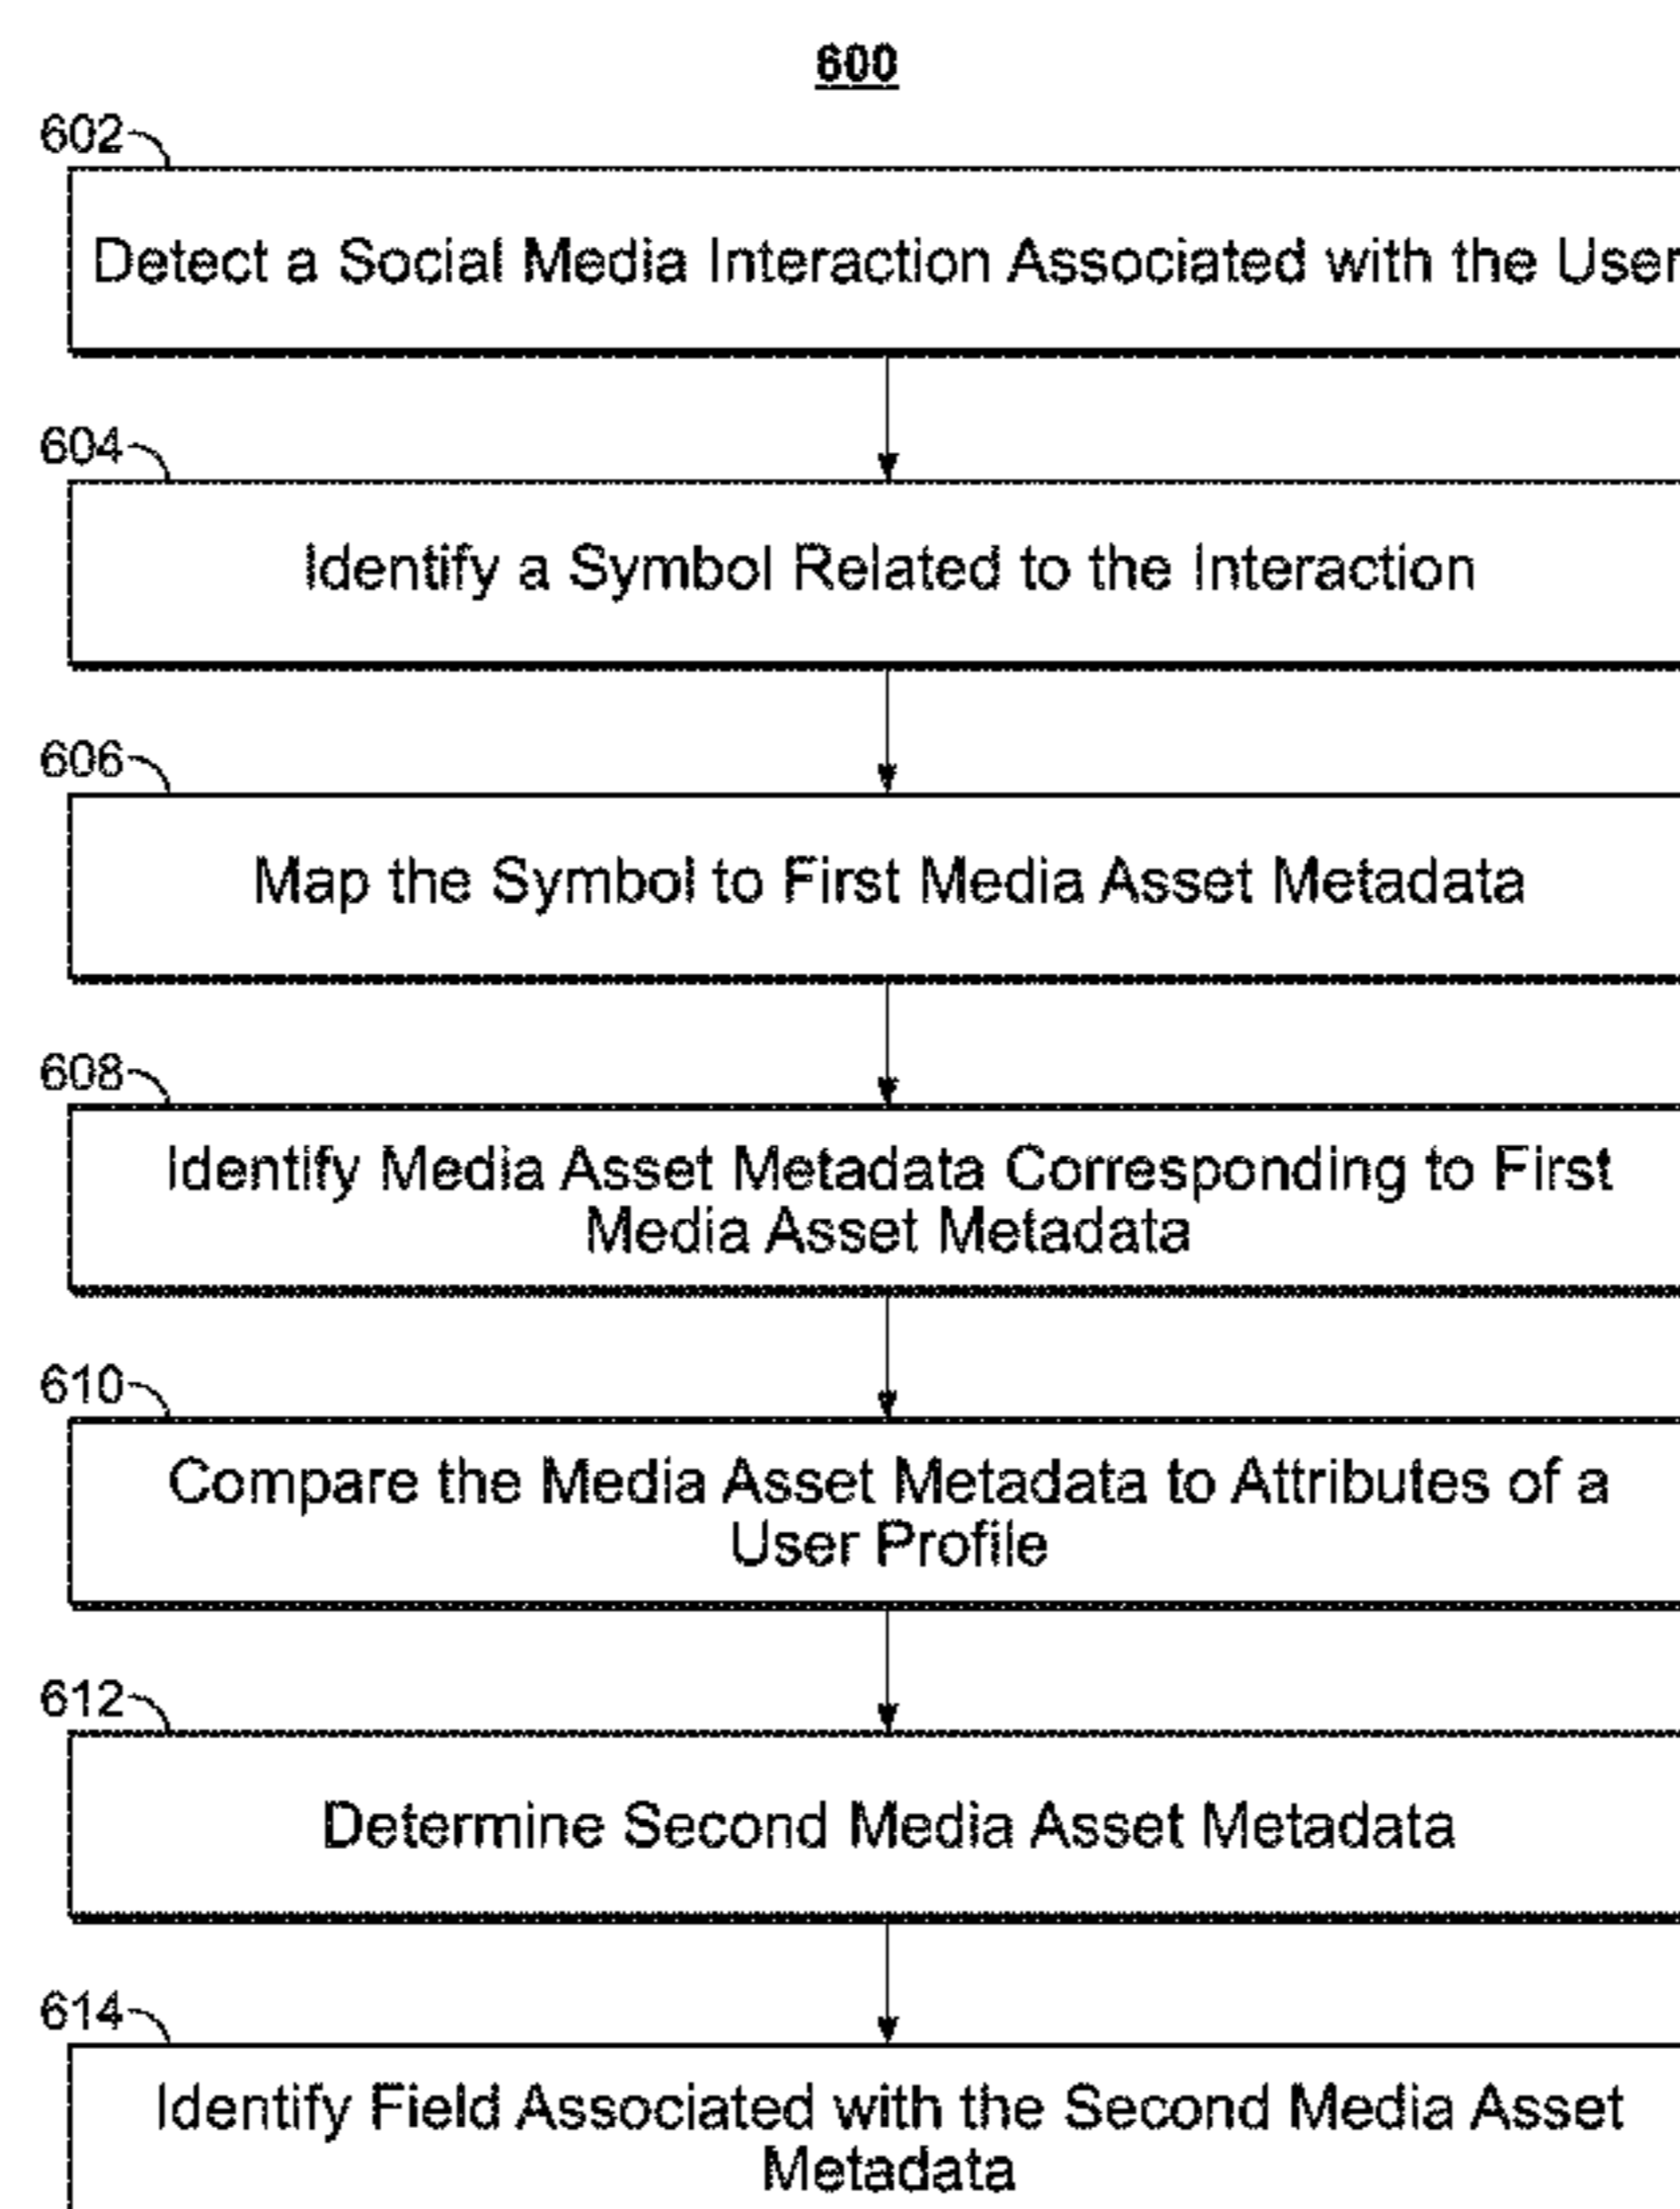 600
602
Detect a Social Media Interaction Associated with the User
604
Identify a Symbol Related to the Interaction
606
Map the Symbol to First Media Asset Metadata
608
Identify Media Asset Metadata Corresponding to First
Media Asset Metadata
610
Compare the Media Asset Metadata to Attributes of a
User Profile
612
Determine Second Media Asset Metadata
614
Identify Field Associated with the Second Media Asset
Metadata